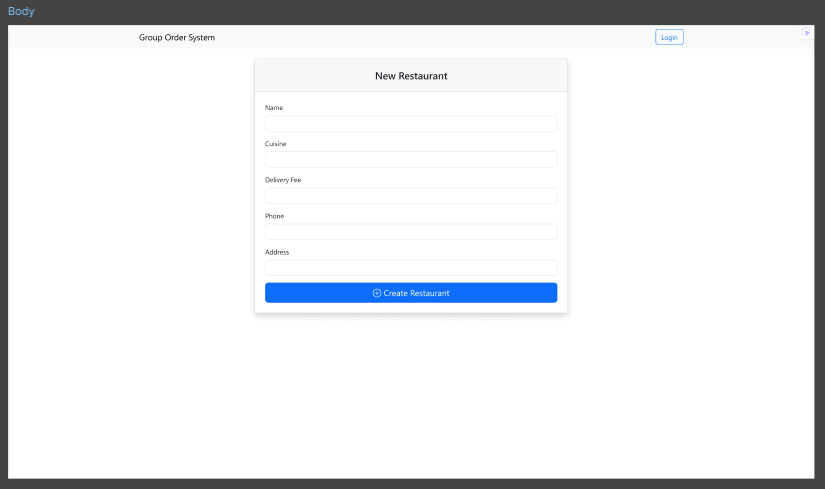 Body
Group Order System
Login
New Restaurant
Name
Cuisine
Delivery Fee
Phone
Address
Create Restaurant